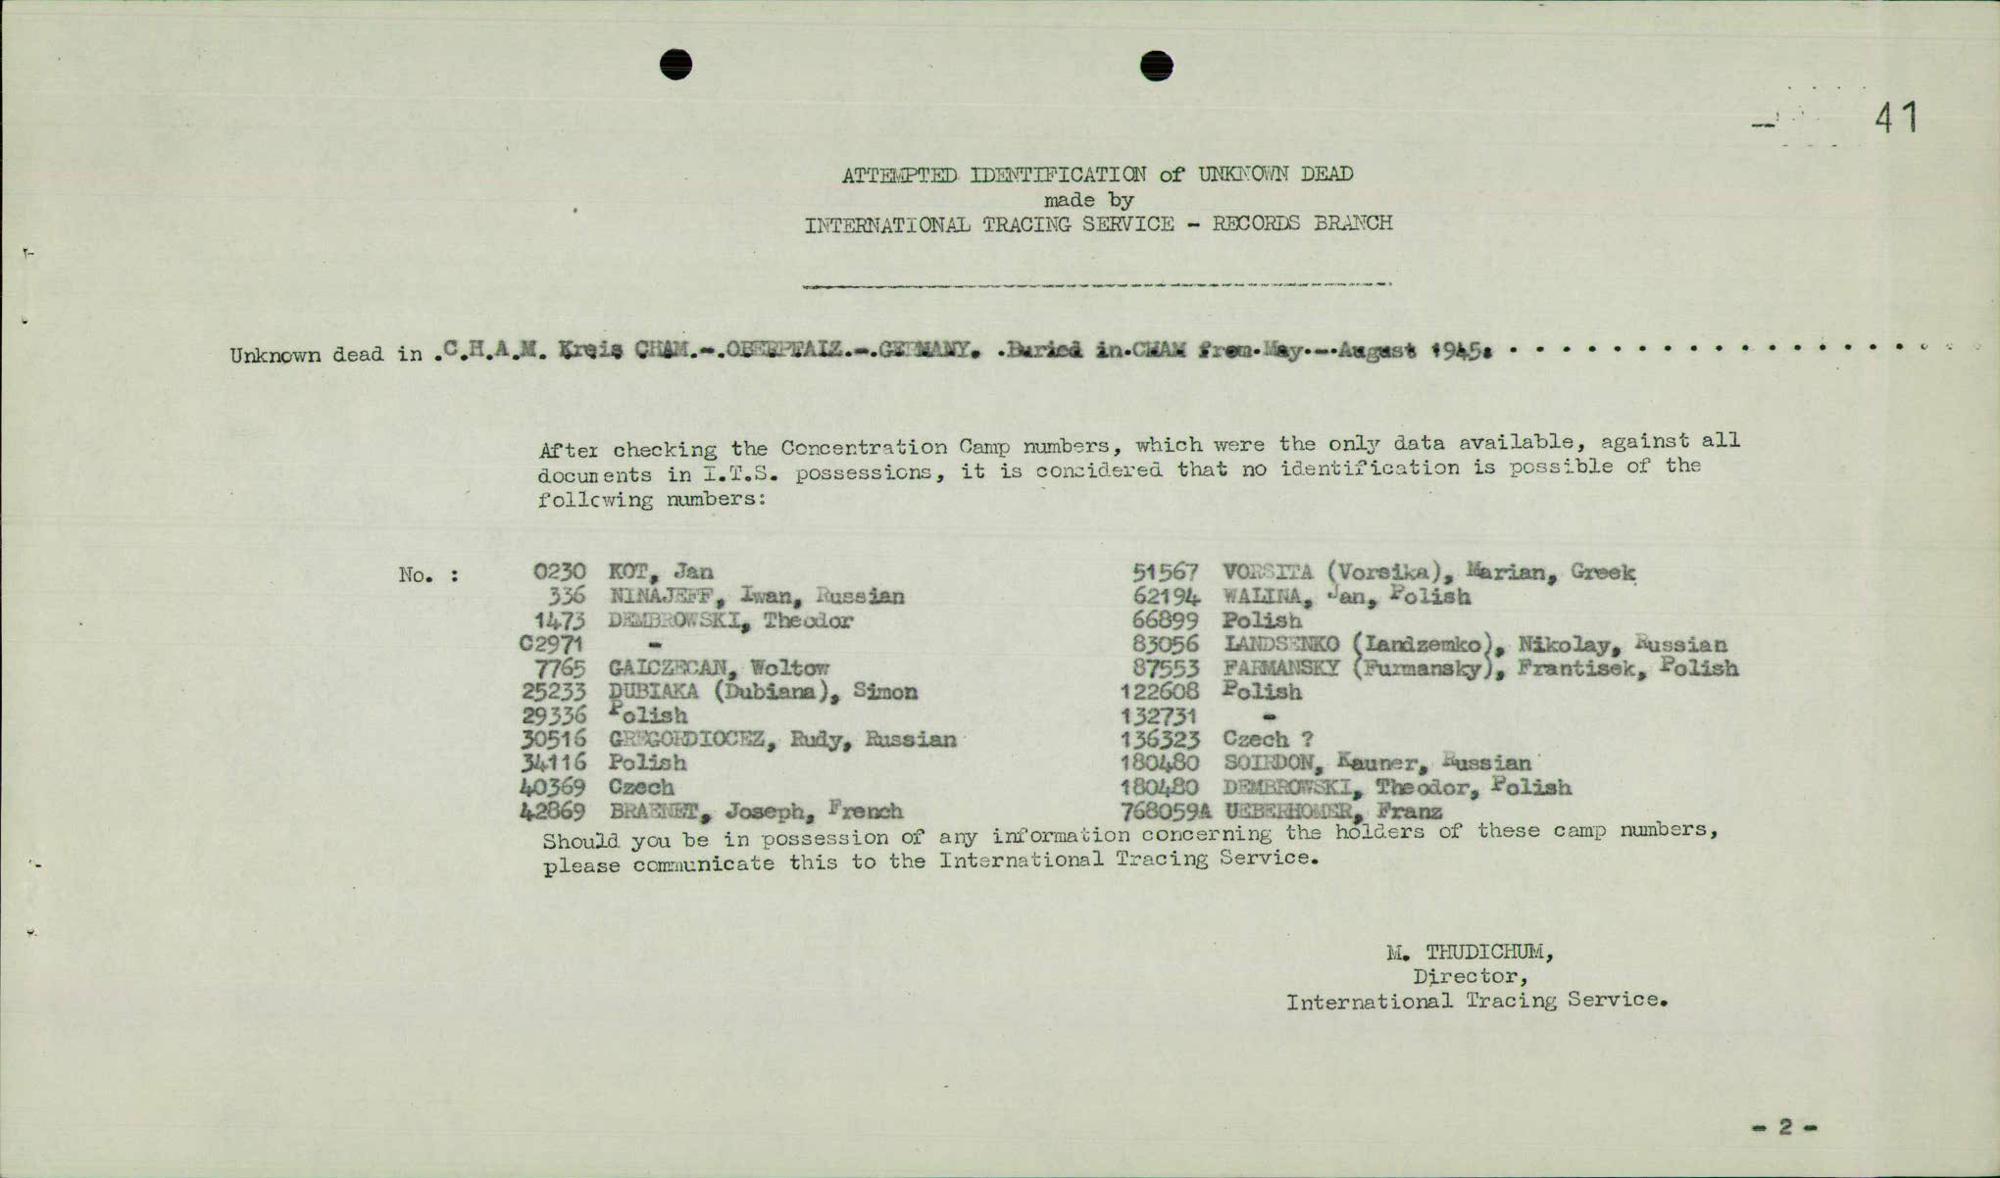 41
ATTEMPTED IDENTIFICATION of UNKNOWN DEAD
made by
INTERNATIONAL TRACING SERVICE - RECORDS BRANCH
Unknown dead in .C.H.A.M. Kreis CHAM.-.OBERPFALZ.-.GERMANY. .Buried in.CHAM from.May.-.August 1945. . . . . . . . . . . . . . . . . . .
After checking the Concentration Camp numbers, which were the only data available, against all
documents in I.T.S. possessions, it is considered that no identification is possible of the
following numbers:
No. :
0230 KOT, Jan
336 NINAJEFF, Iwan, Russian
1473 DEMBROWSKI, Theodor
C2971 -
7765 GAICZECAN, Woltow
25233 DUBIAKA (Dubiana), Simon
29336 Polish
30516 GREGORDIOCEZ, Rudy, Russian
34116 Polish
40369 Czech
42869 Joseph, French
51567 VORSITA (Vorsika), Marian, Greek
62194 WALINA, Jan, Polish
66899 Polish
83056 LANDSENKO (Landzemko), Nikolay, Russian
87553 FARMANSKY (Furmansky), Frantisek, Polish
122608 Polish
132731 -
136323 Czech ?
180480 SOIRDON, Kauner, Russian
180480 DEMBROWSKI, Theodor, Polish
768059A UEBERHOMER, Franz
Should you be in possession of any information concerning the holders of these camp numbers,
please communicate this to the International Tracing Service.
M. THUDICHUM,
Director,
International Tracing Service.
- 2 -